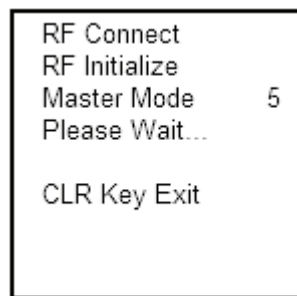 RF Connect
RF Initialize
Master Mode 5
Please Wait...
CLR Key Exit